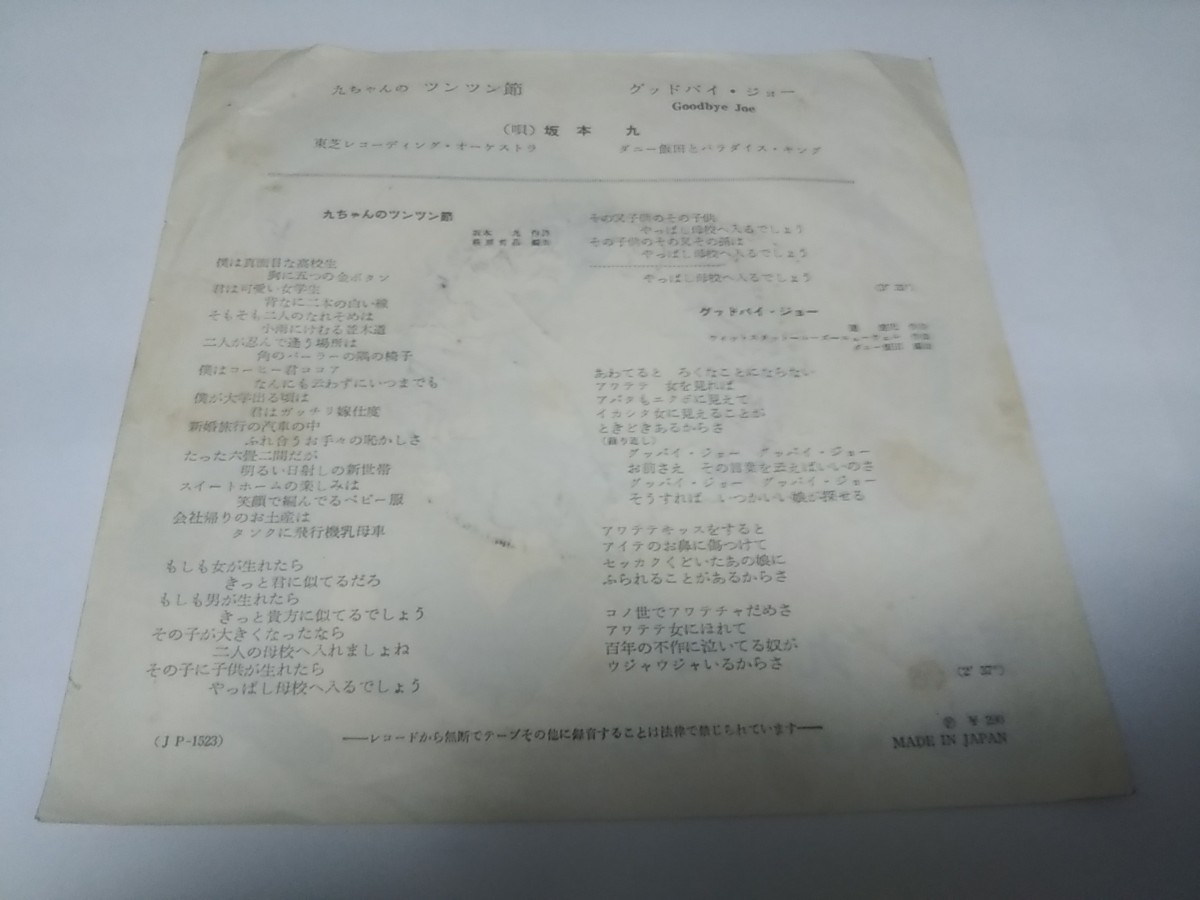 九ちゃんの ツンツン節
グッドバイ・ジョー
Goodbye Joe
(唄) 坂本 九
東芝レコーディング・オーケストラ
ダニー飯田とパラダイス・キング
九ちゃんのツンツン節
坂本 九 作詩
萩原哲晶 編曲
僕は真面目な高校生
胸に五つの金ボタン
君は可愛い女学生
背なに二本の白い線
そもそも二人のなれそめは
小雨にけむる並木道
二人が忍んで逢う場所は
角のパーラーの隅の椅子
僕はコーヒー君ココア
なんにも云わずにいつまでも
僕が大学出る頃は
君はガッチリ嫁仕度
新婚旅行の汽車の中
ふれ合うお手々の恥かしさ
たった六畳二間だが
明るい日射しの新世帯
スイートホームの楽しみは
笑顔で編んでるベビー服
会社帰りのお土産は
タンクに飛行機乳母車
もしも女が生れたら
きっと君に似てるだろ
もしも男が生れたら
きっと貴方に似てるでしょう
その子が大きくなったなら
二人の母校へ入れましょね
その子に子供が生れたら
やっぱし母校へ入るでしょう
その又子供のその子供
やっぱし母校へ入るでしょう
その子供のその又その孫は
やっぱし母校へ入るでしょう
やっぱし母校へ入るでしょう
グッドバイ・ジョー
ダニー飯田 編曲
あわてると ろくなことにならない
アワテテ 女を見れば
アバタもエクボに見えて
イカシタ女に見えることが
ときどきあるからさ
(繰り返し)
グッバイ・ジョー グッバイ・ジョー
お前さえ その言葉を云えばいいのさ
グッバイ・ジョー グッバイ・ジョー
そうすれば いつかいい娘が探せる
アワテテキッスをすると
アイテのお鼻に傷つけて
セッカクくどいたあの娘に
ふられることがあるからさ
コノ世でアワテチャだめさ
アワテテ女にほれて
百年の不作に泣いてる奴が
ウジャウジャいるからさ
(2' 37")
(JP-1523)
――レコードから無断でテープその他に録音することは法律で禁じられています――
℗ ¥ 290
MADE IN JAPAN